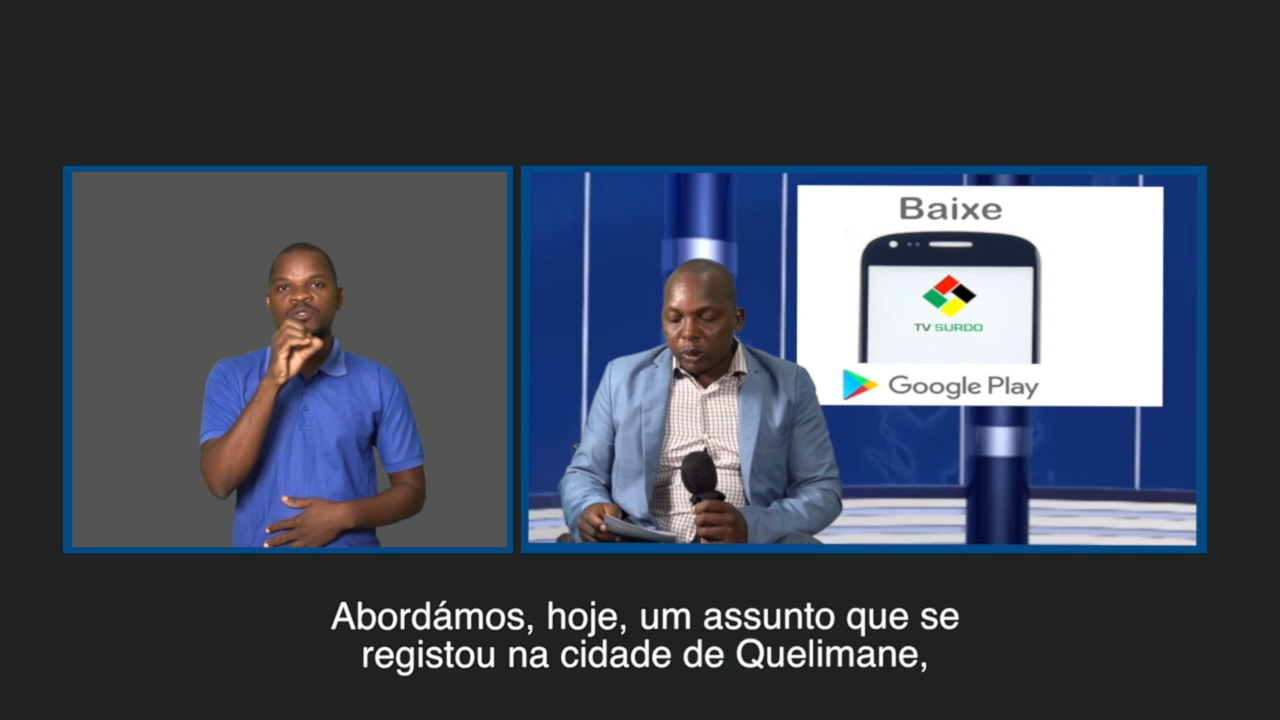 Baixe
TV SURDO
Google Play
Abordámos, hoje, um assunto que se
registou na cidade de Quelimane,